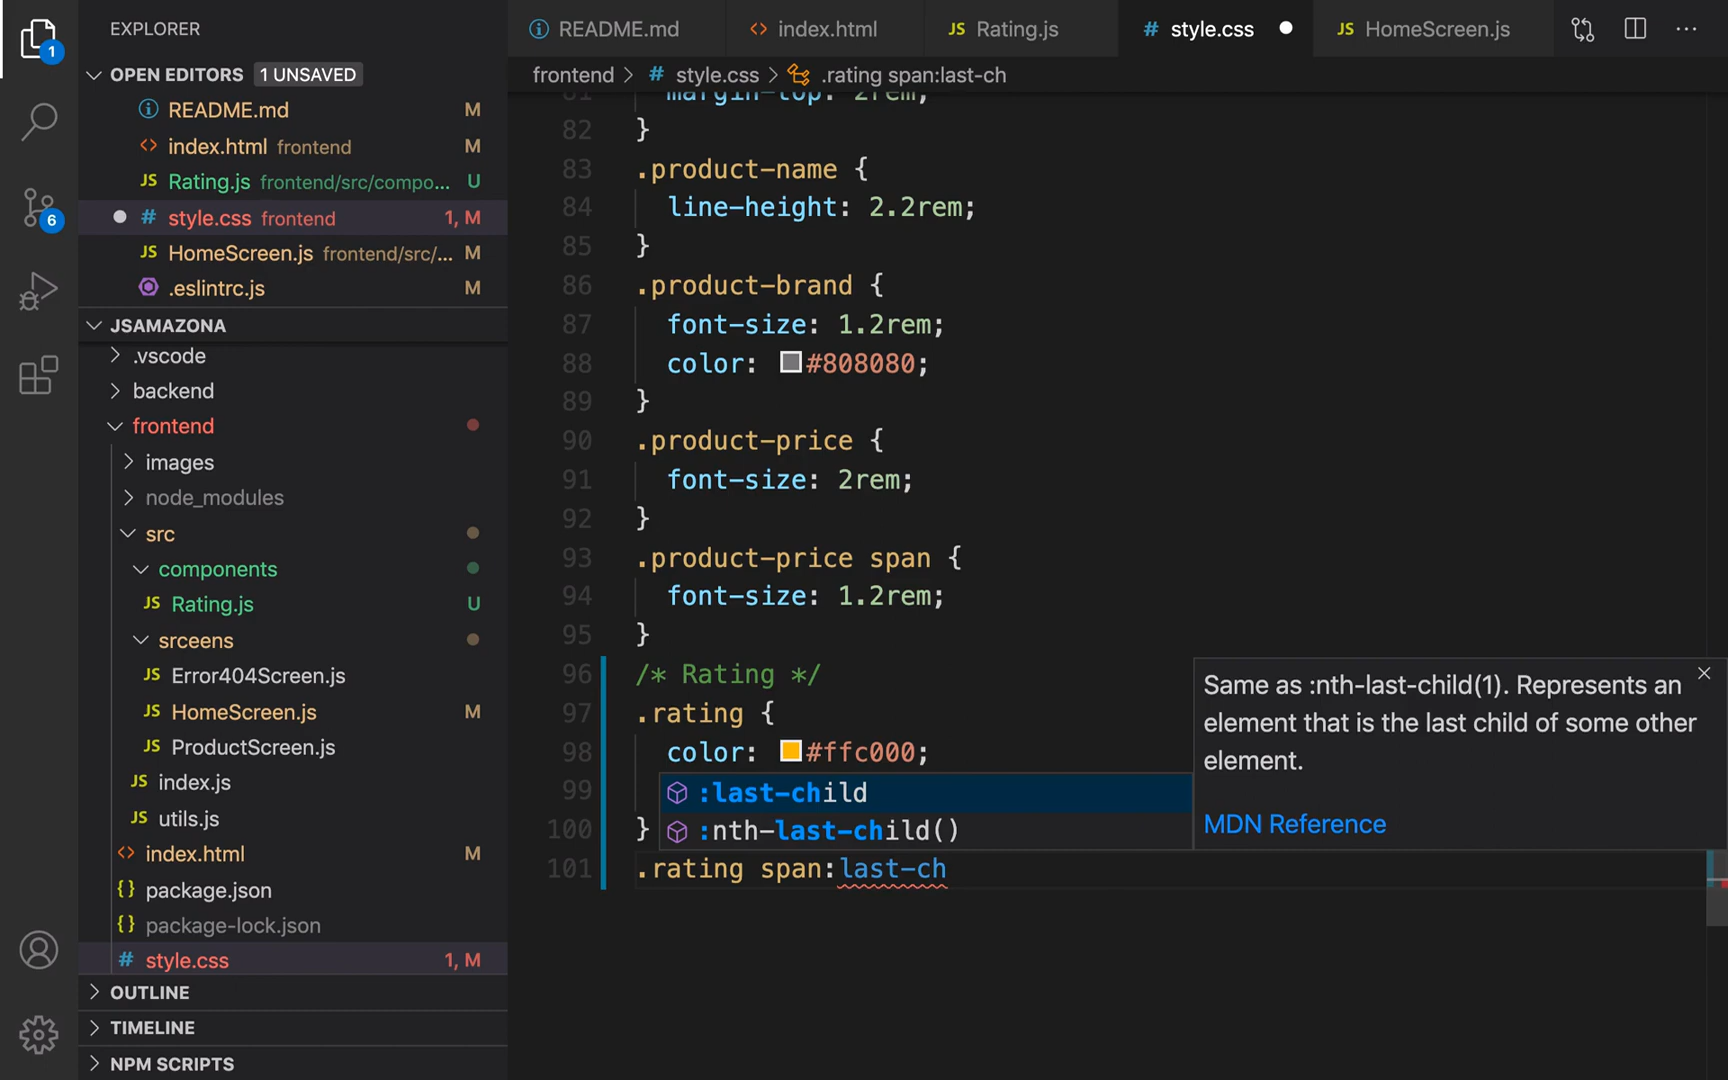 EXPLORER
OPEN EDITORS 1 UNSAVED
README.md M
index.html frontend M
Rating.js frontend/src/compo... U
style.css frontend 1, M
HomeScreen.js frontend/src/... M
.eslintrc.js M
JSAMAZONA
.vscode
backend
frontend
images
node_modules
src
components
Rating.js U
srceens
Error404Screen.js
HomeScreen.js M
ProductScreen.js
index.js
utils.js
index.html M
package.json
package-lock.json
style.css 1, M
OUTLINE
TIMELINE
NPM SCRIPTS
1
6
README.md
index.html
JS Rating.js
# style.css
JS HomeScreen.js
frontend > # style.css > .rating span:last-ch
81 margin-top: 2rem;
82 }
83 .product-name {
84 line-height: 2.2rem;
85 }
86 .product-brand {
87 font-size: 1.2rem;
88 color: #808080;
89 }
90 .product-price {
91 font-size: 2rem;
92 }
93 .product-price span {
94 font-size: 1.2rem;
95 }
96 /* Rating */
97 .rating {
98 color: #ffc000;
99
100 }
101 .rating span:last-ch
:last-child
:nth-last-child()
Same as :nth-last-child(1). Represents an
element that is the last child of some other
element.
MDN Reference